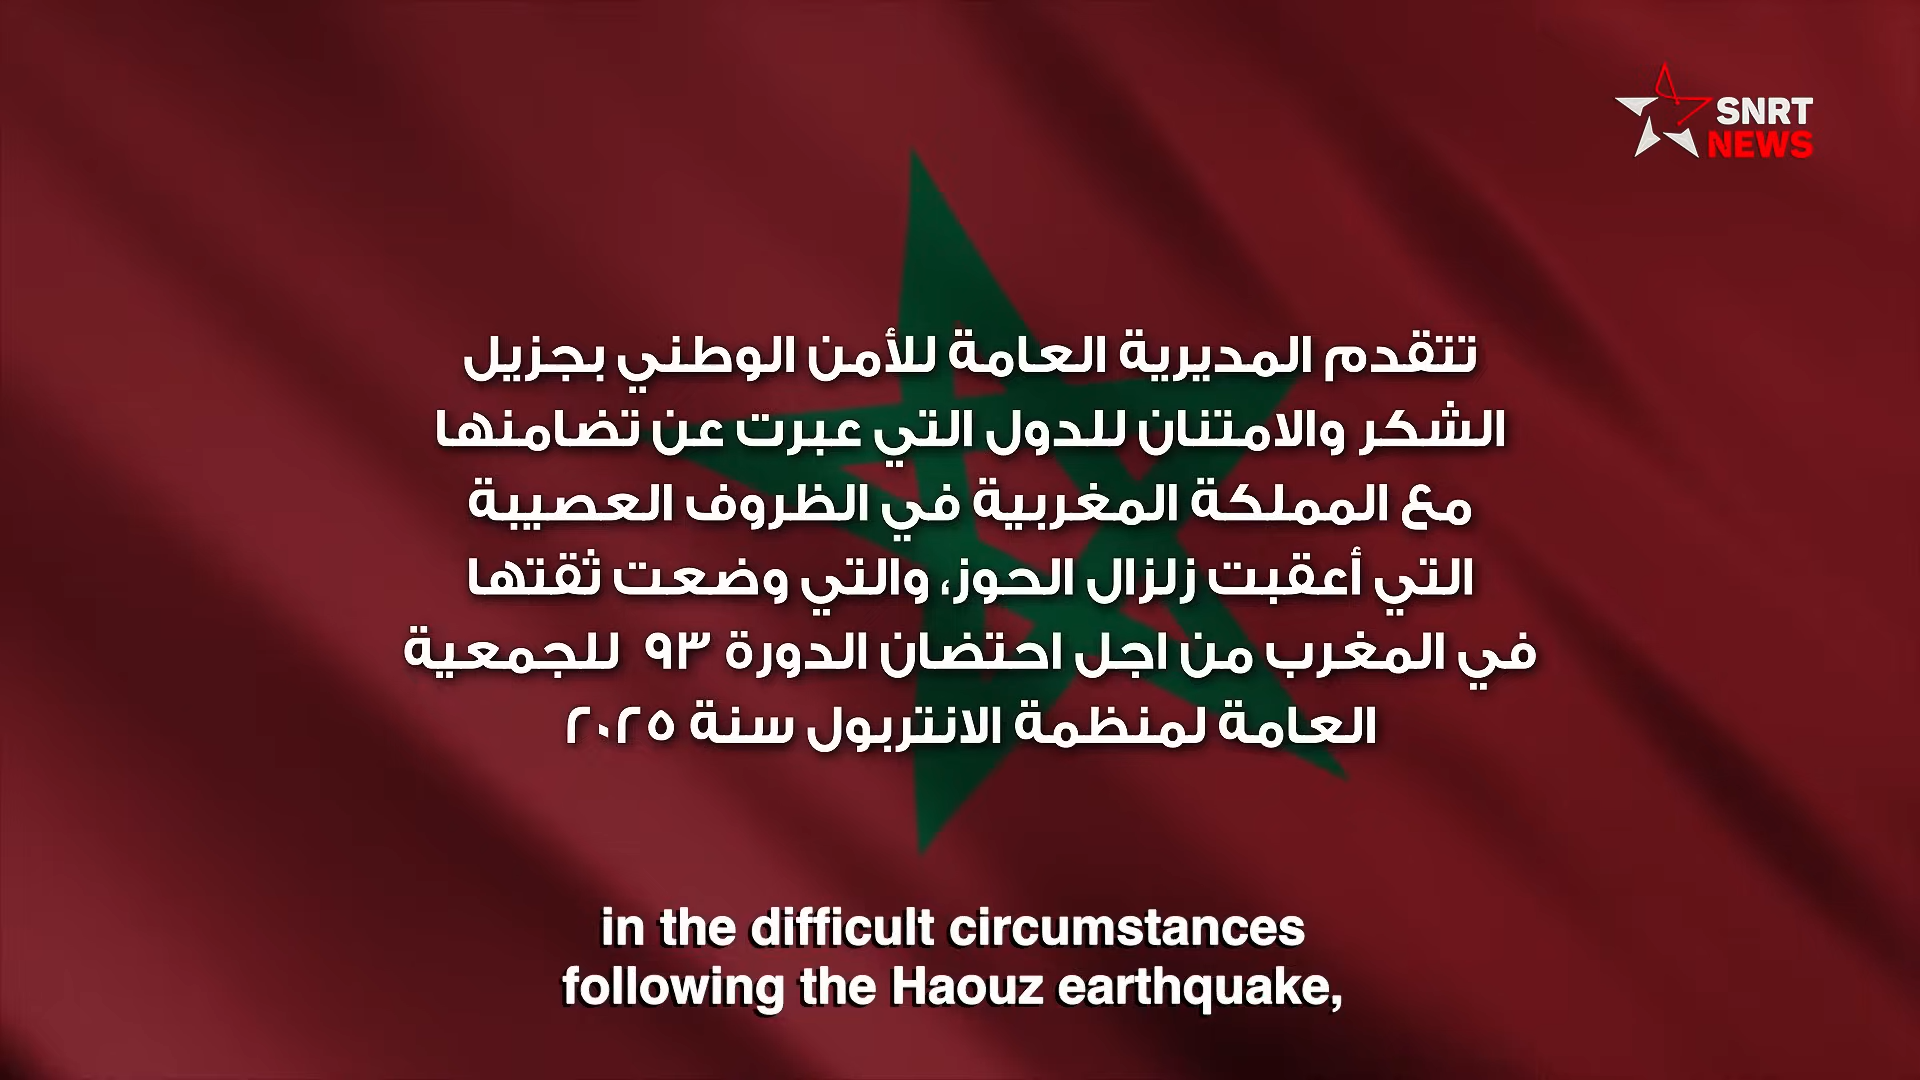 SNRT
NEWS
تتقدم المديرية العامة للأمن الوطني بجزيل
الشكر والامتنان للدول التي عبرت عن تضامنها
مع المملكة المغربية في الظروف العصيبة
التي أعقبت زلزال الحوز، والتي وضعت ثقتها
في المغرب من اجل احتضان الدورة ٩٣ للجمعية
العامة لمنظمة الانتربول سنة ٢٠٢٥
in the difficult circumstances
following the Haouz earthquake,